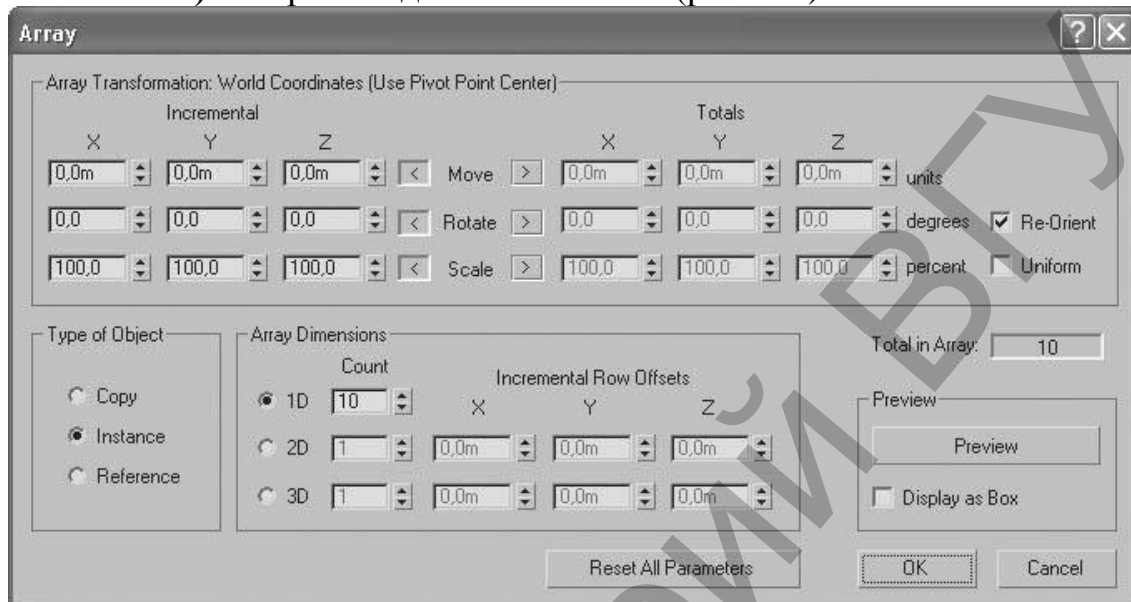 Array
Array Transformation: World Coordinates (Use Pivot Point Center)
Incremental Totals
X Y Z X Y Z
0,0m 0,0m 0,0m < Move > 0,0m 0,0m 0,0m units
0,0 0,0 0,0 < Rotate > 0,0 0,0 0,0 degrees Re-Orient
100,0 100,0 100,0 < Scale > 100,0 100,0 100,0 percent Uniform
Type of Object
Copy
Instance
Reference
Array Dimensions
Count Incremental Row Offsets
1D 10 X Y Z
2D 1 0,0m 0,0m 0,0m
3D 1 0,0m 0,0m 0,0m
Total in Array: 10
Preview
Preview
Display as Box
Reset All Parameters OK Cancel
ВГУ